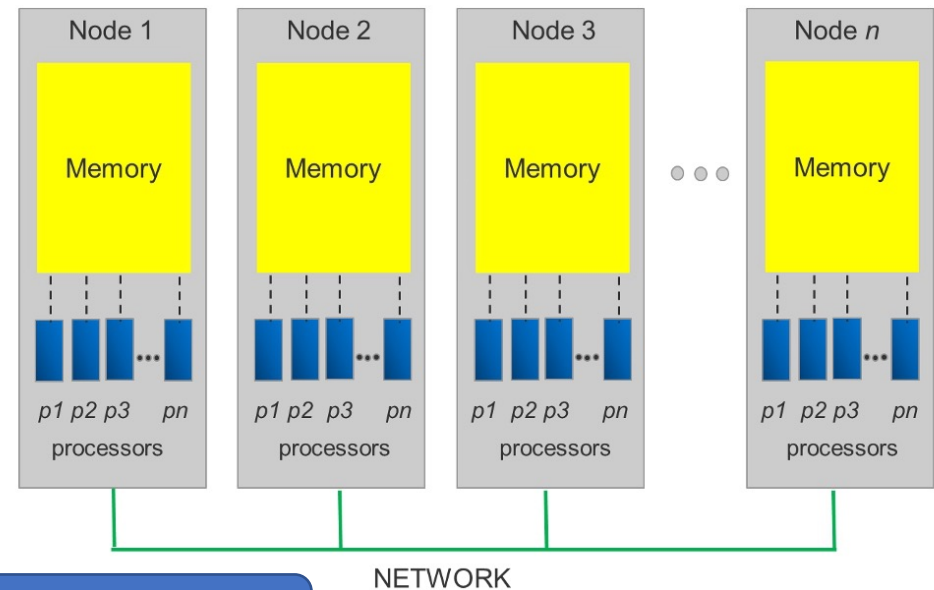 Node 1
Memory
p1 p2 p3 ... pn
processors
Node 2
Memory
p1 p2 p3 ... pn
processors
Node 3
Memory
p1 p2 p3 ... pn
processors
Node n
Memory
p1 p2 p3 ... pn
processors
NETWORK